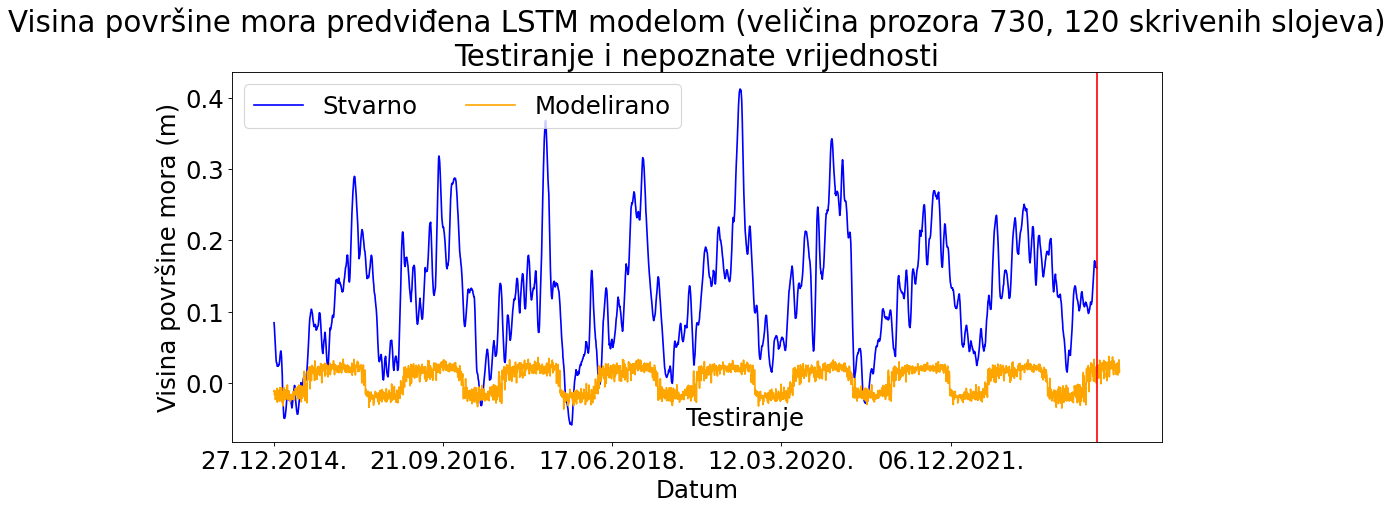 Visina površine mora predviđena LSTM modelom (veličina prozora 730, 120 skrivenih slojeva)
Testiranje i nepoznate vrijednosti
Stvarno Modelirano
Visina površine mora (m)
0.4
0.3
0.2
0.1
0.0
Testiranje
27.12.2014. 21.09.2016. 17.06.2018. 12.03.2020. 06.12.2021.
Datum